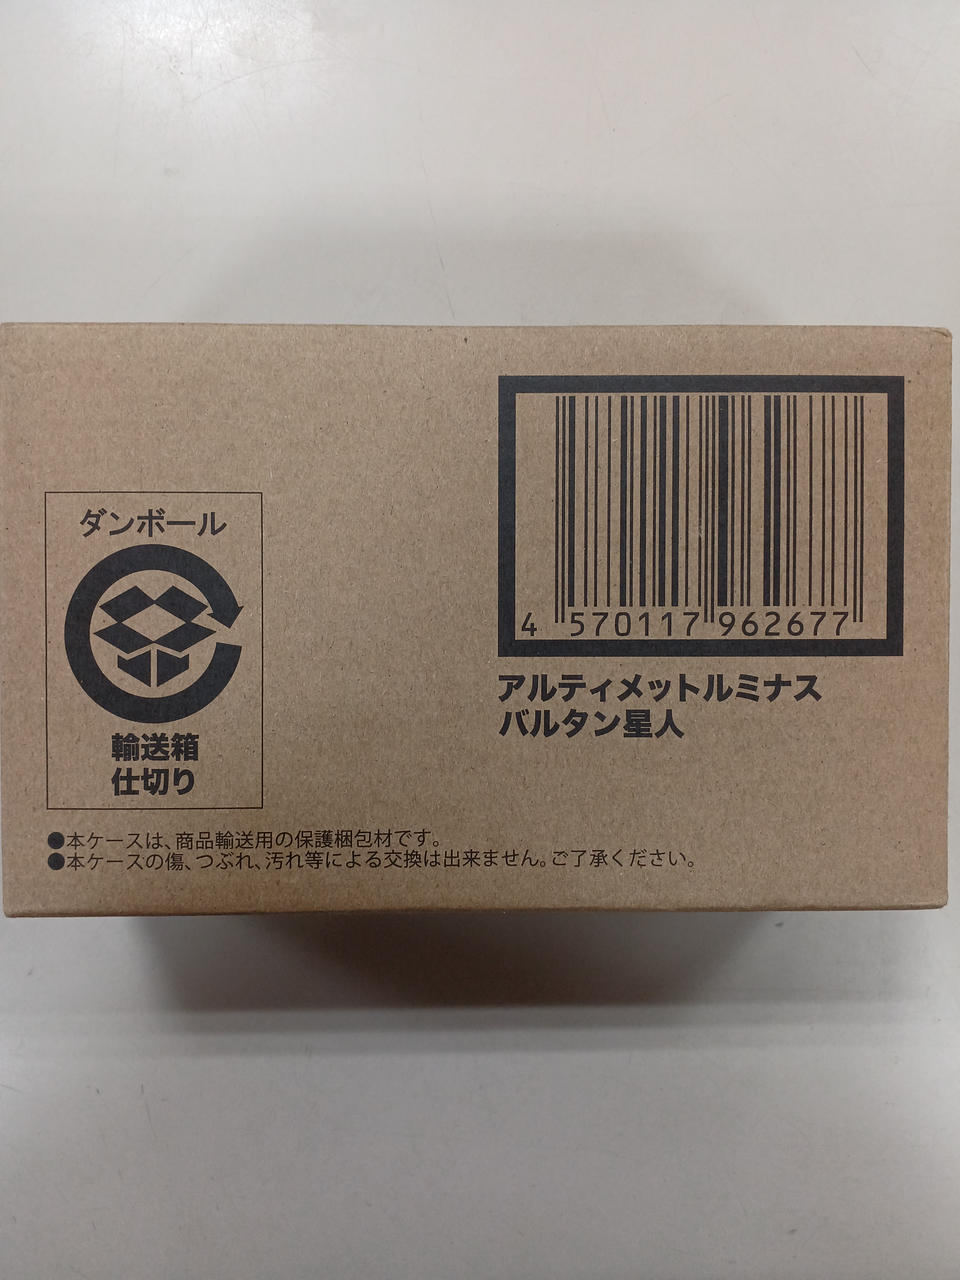 4 570117 962677
アルティメットルミナス
バルタン星人
ダンボール
輸送箱
仕切り
●本ケースは、商品輸送用の保護梱包材です。
●本ケースの傷、つぶれ、汚れ等による交換は出来ません。ご了承ください。